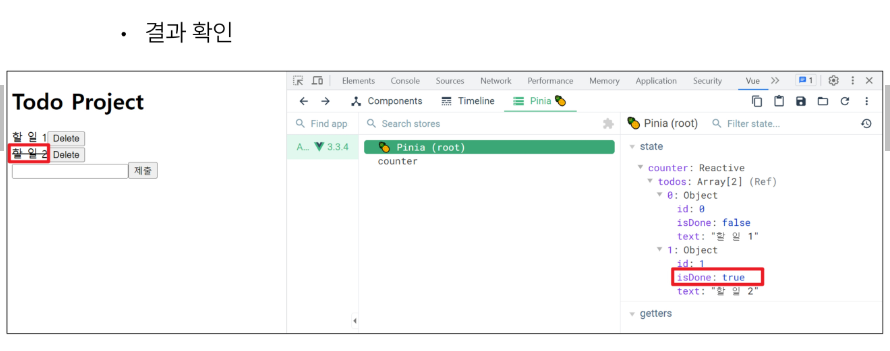 • 결과 확인
Elements Console Sources Network Performance Memory Application Security Vue 1
Todo Project
Components Timeline Pinia
할 일 1 Delete
할 일 2 Delete
제출
Find app Search stores Pinia (root) Filter state...
A... 3.3.4 Pinia (root)
counter
state
counter: Reactive
todos: Array[2] (Ref)
0: Object
id: 0
isDone: false
text: "할 일 1"
1: Object
id: 1
isDone: true
text: "할 일 2"
getters